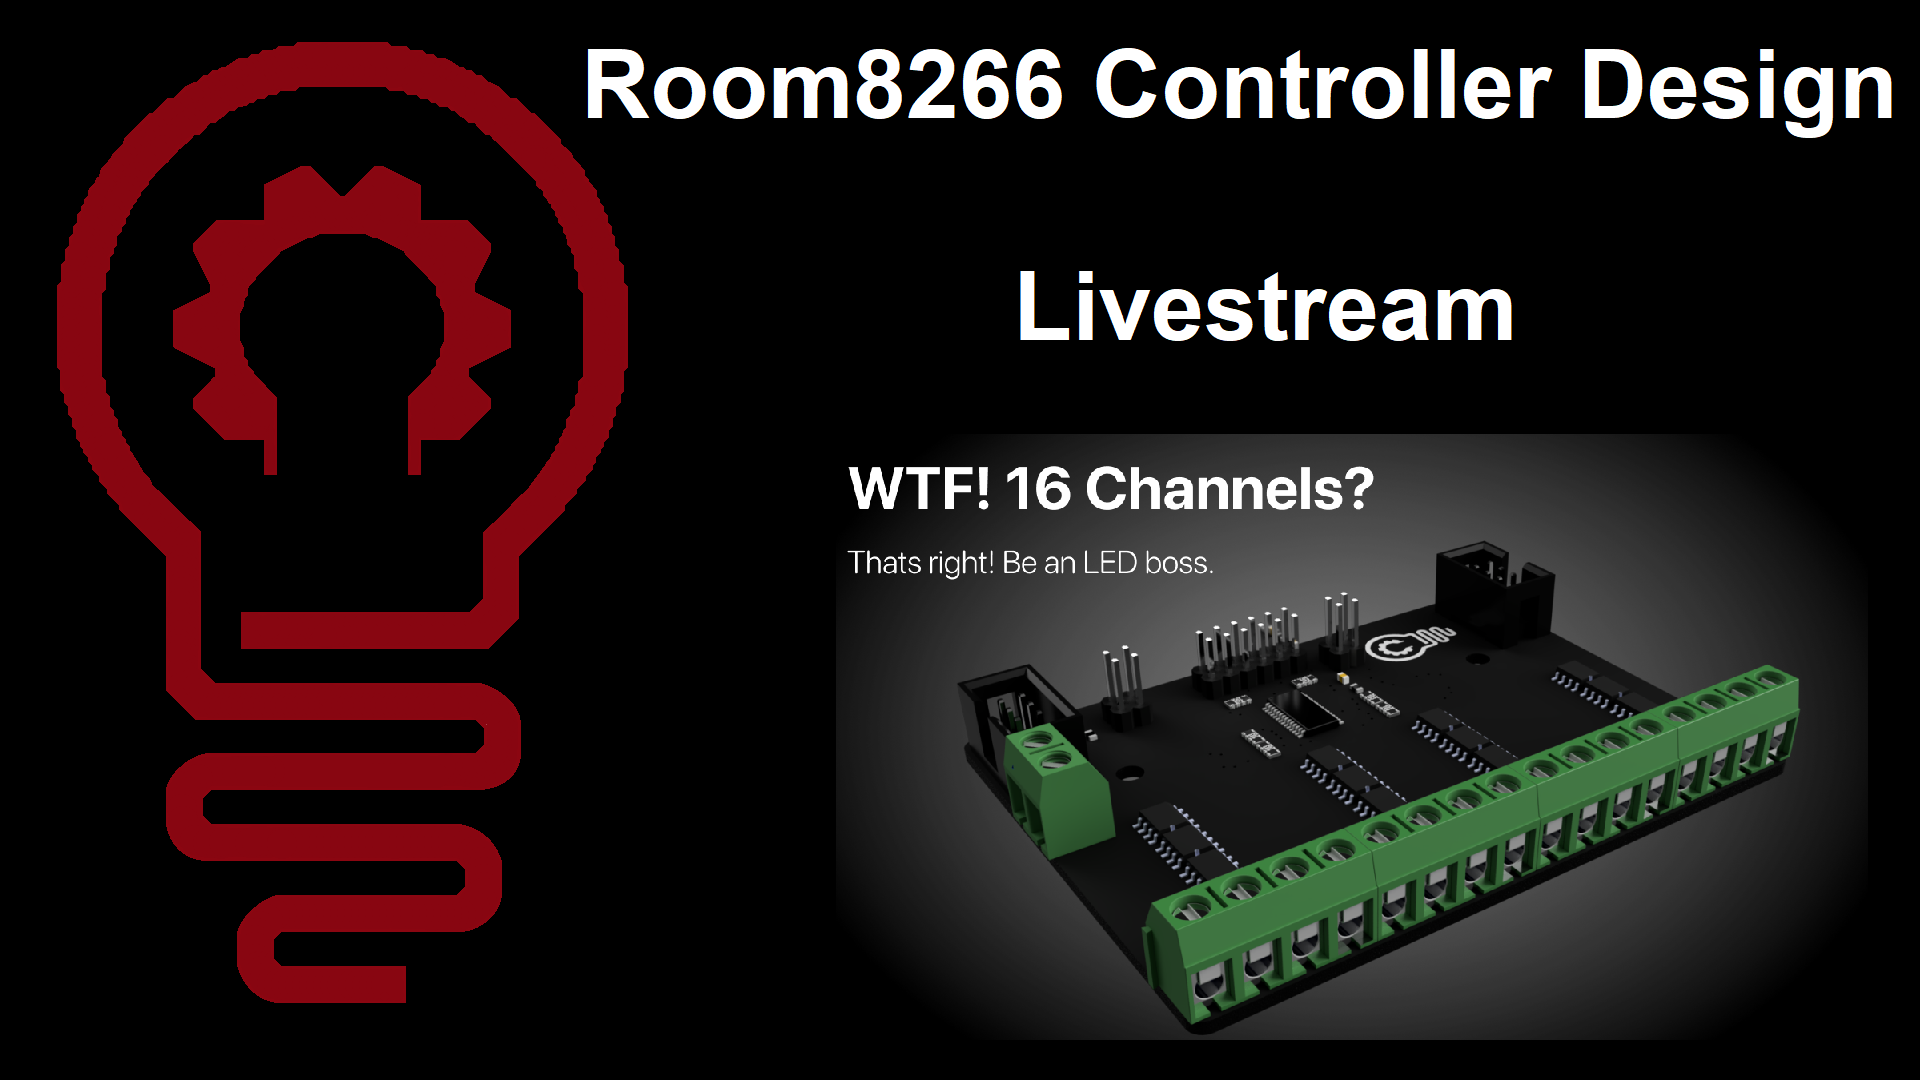 Room8266 Controller Design
Livestream
WTF! 16 Channels?
Thats right! Be an LED boss.